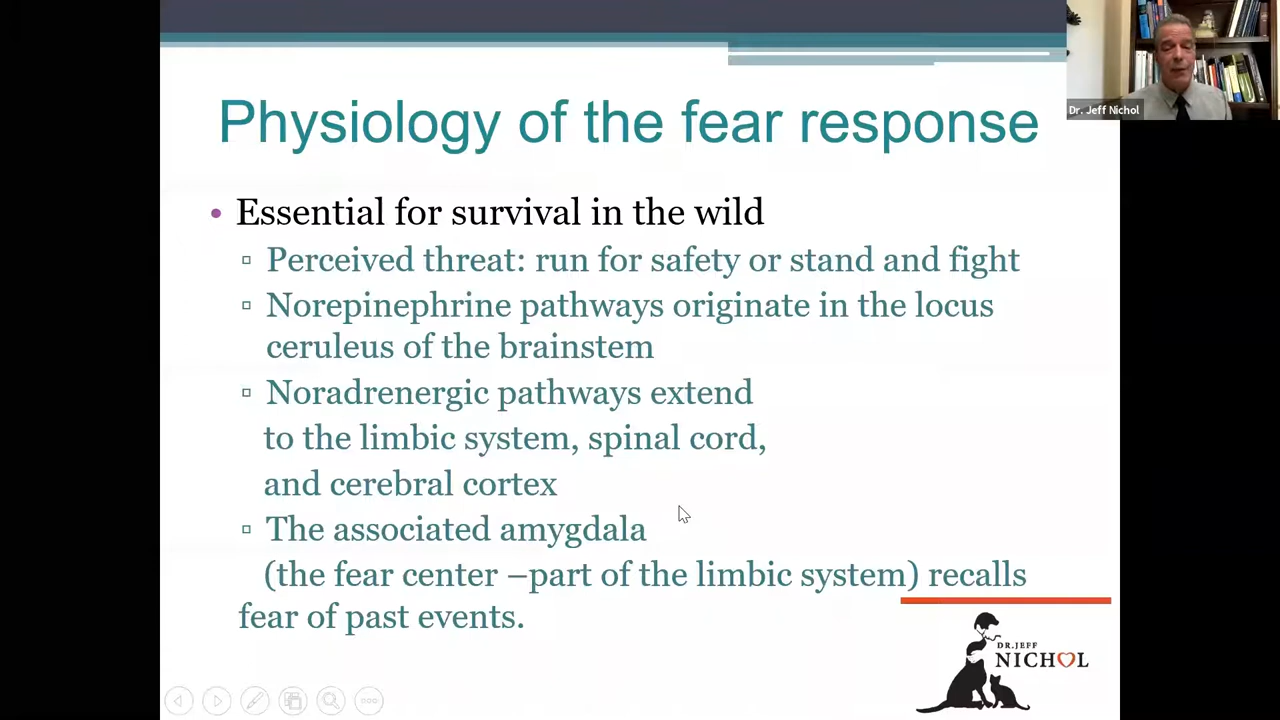 Physiology of the fear response
• Essential for survival in the wild
▫ Perceived threat: run for safety or stand and fight
▫ Norepinephrine pathways originate in the locus
ceruleus of the brainstem
▫ Noradrenergic pathways extend
to the limbic system, spinal cord,
and cerebral cortex
▫ The associated amygdala
(the fear center –part of the limbic system) recalls
fear of past events.
DR.JEFF
NICHOL
Dr. Jeff Nichol